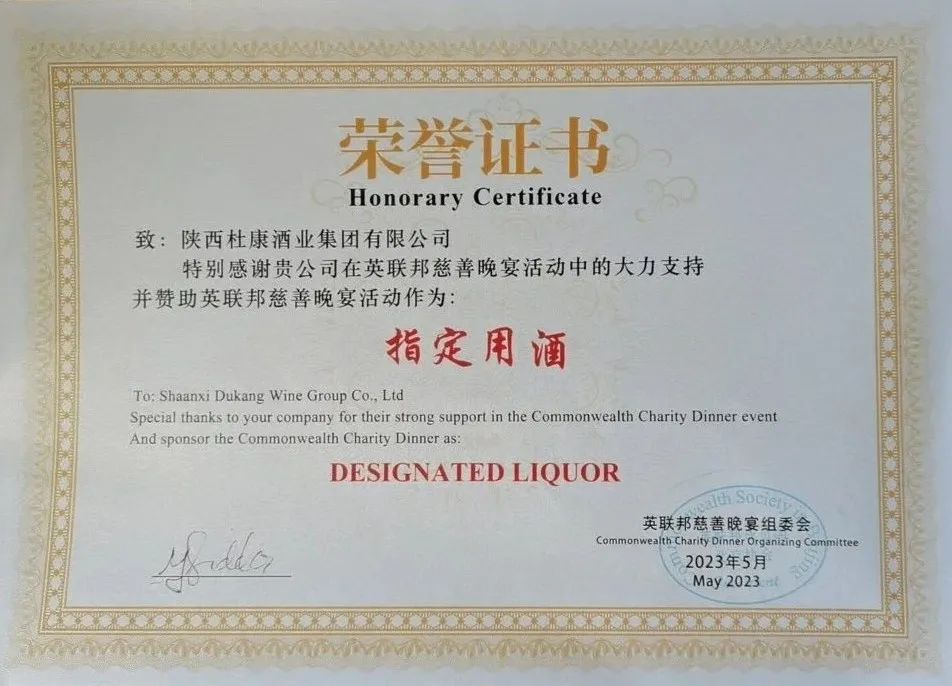 荣誉证书
Honorary Certificate
致：陕西杜康酒业集团有限公司
特别感谢贵公司在英联邦慈善晚宴活动中的大力支持
并赞助英联邦慈善晚宴活动作为：
指定用酒
To: Shaanxi Dukang Wine Group Co., Ltd
Special thanks to your company for their strong support in the Commonwealth Charity Dinner event
And sponsor the Commonwealth Charity Dinner as:
DESIGNATED LIQUOR
wealth Society
英联邦慈善晚宴组委会
Commonwealth Charity Dinner Organizing Committee
2023年5月
May 2023